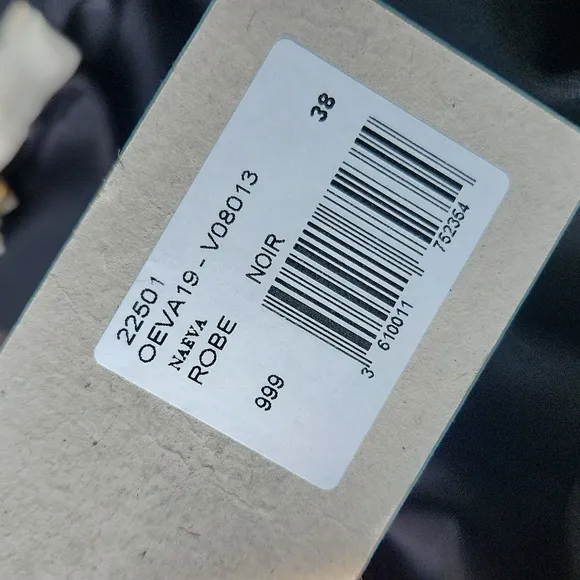 22501
OEVA19 - V08013
NAEVA
ROBE NOIR
999 38
3 610011 752364